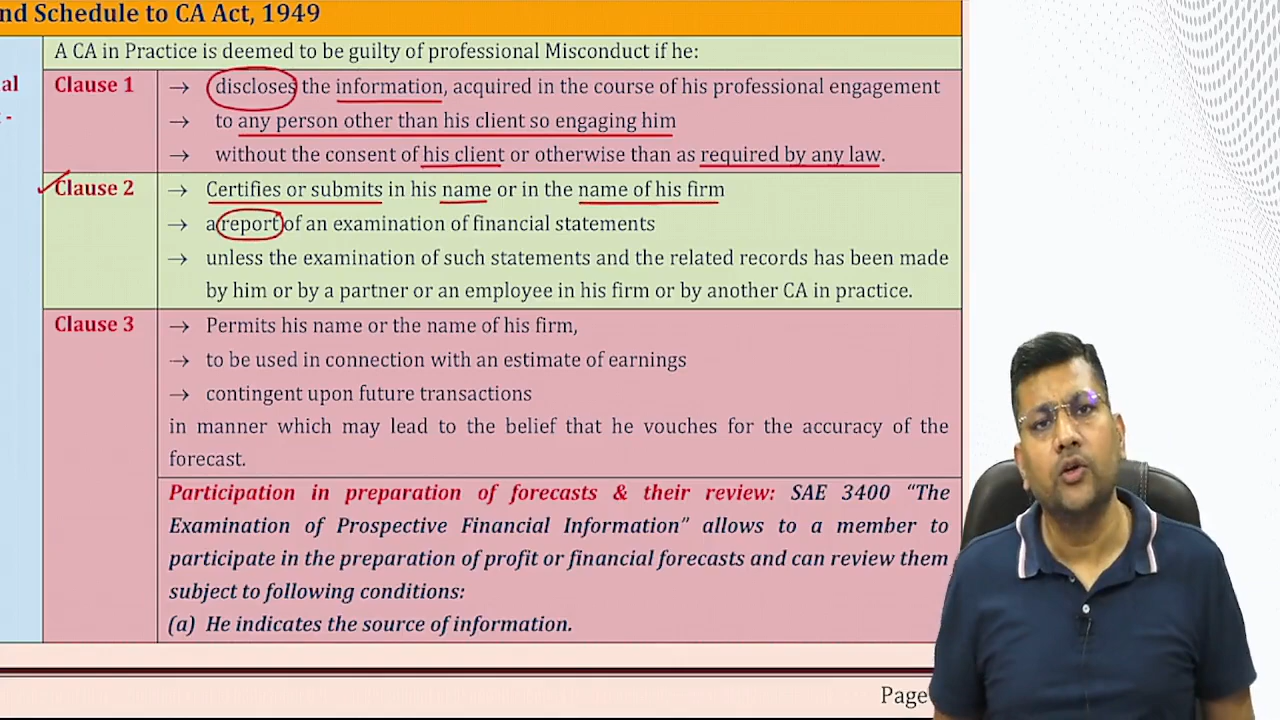 nd Schedule to CA Act, 1949
al
-
A CA in Practice is deemed to be guilty of professional Misconduct if he:
Clause 1
→ discloses the information, acquired in the course of his professional engagement
→ to any person other than his client so engaging him
→ without the consent of his client or otherwise than as required by any law.
Clause 2
→ Certifies or submits in his name or in the name of his firm
→ a report of an examination of financial statements
→ unless the examination of such statements and the related records has been made
by him or by a partner or an employee in his firm or by another CA in practice.
Clause 3
→ Permits his name or the name of his firm,
→ to be used in connection with an estimate of earnings
→ contingent upon future transactions
in manner which may lead to the belief that he vouches for the accuracy of the
forecast.
Participation in preparation of forecasts & their review: SAE 3400 “The
Examination of Prospective Financial Information” allows to a member to
participate in the preparation of profit or financial forecasts and can review them
subject to following conditions:
(a) He indicates the source of information.
Page